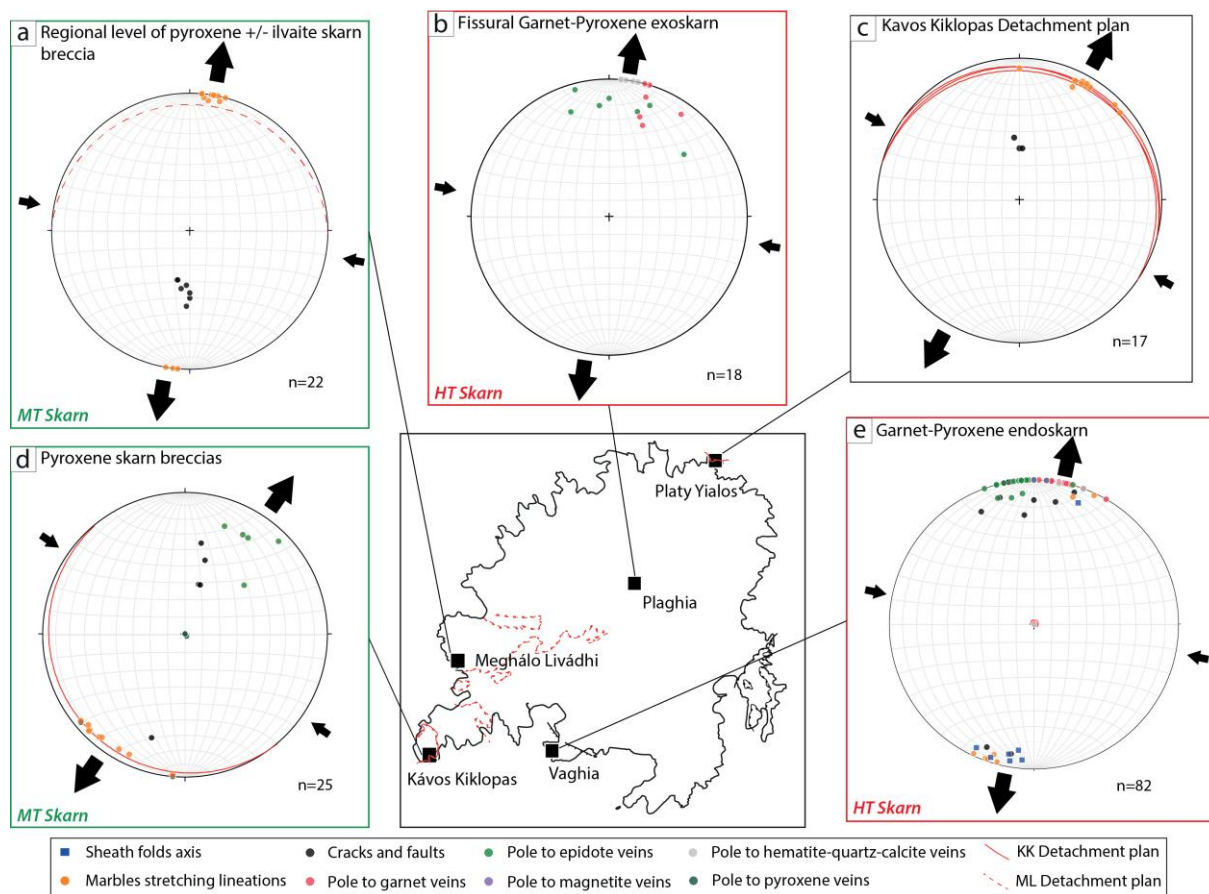 a Regional level of pyroxene +/- ilvaite skarn
breccia
n=22
MT Skarn
b Fissural Garnet-Pyroxene exoskarn
n=18
HT Skarn
c Kavos Kiklopas Detachment plan
n=17
d Pyroxene skarn breccias
n=25
MT Skarn
Platy Yialos
Plaghia
Meghálo Livádhi
Kávos Kiklopas
Vaghia
e Garnet-Pyroxene endoskarn
n=82
HT Skarn
Sheath folds axis
Cracks and faults
Pole to epidote veins
Pole to hematite-quartz-calcite veins
KK Detachment plan
Marbles stretching lineations
Pole to garnet veins
Pole to magnetite veins
Pole to pyroxene veins
ML Detachment plan